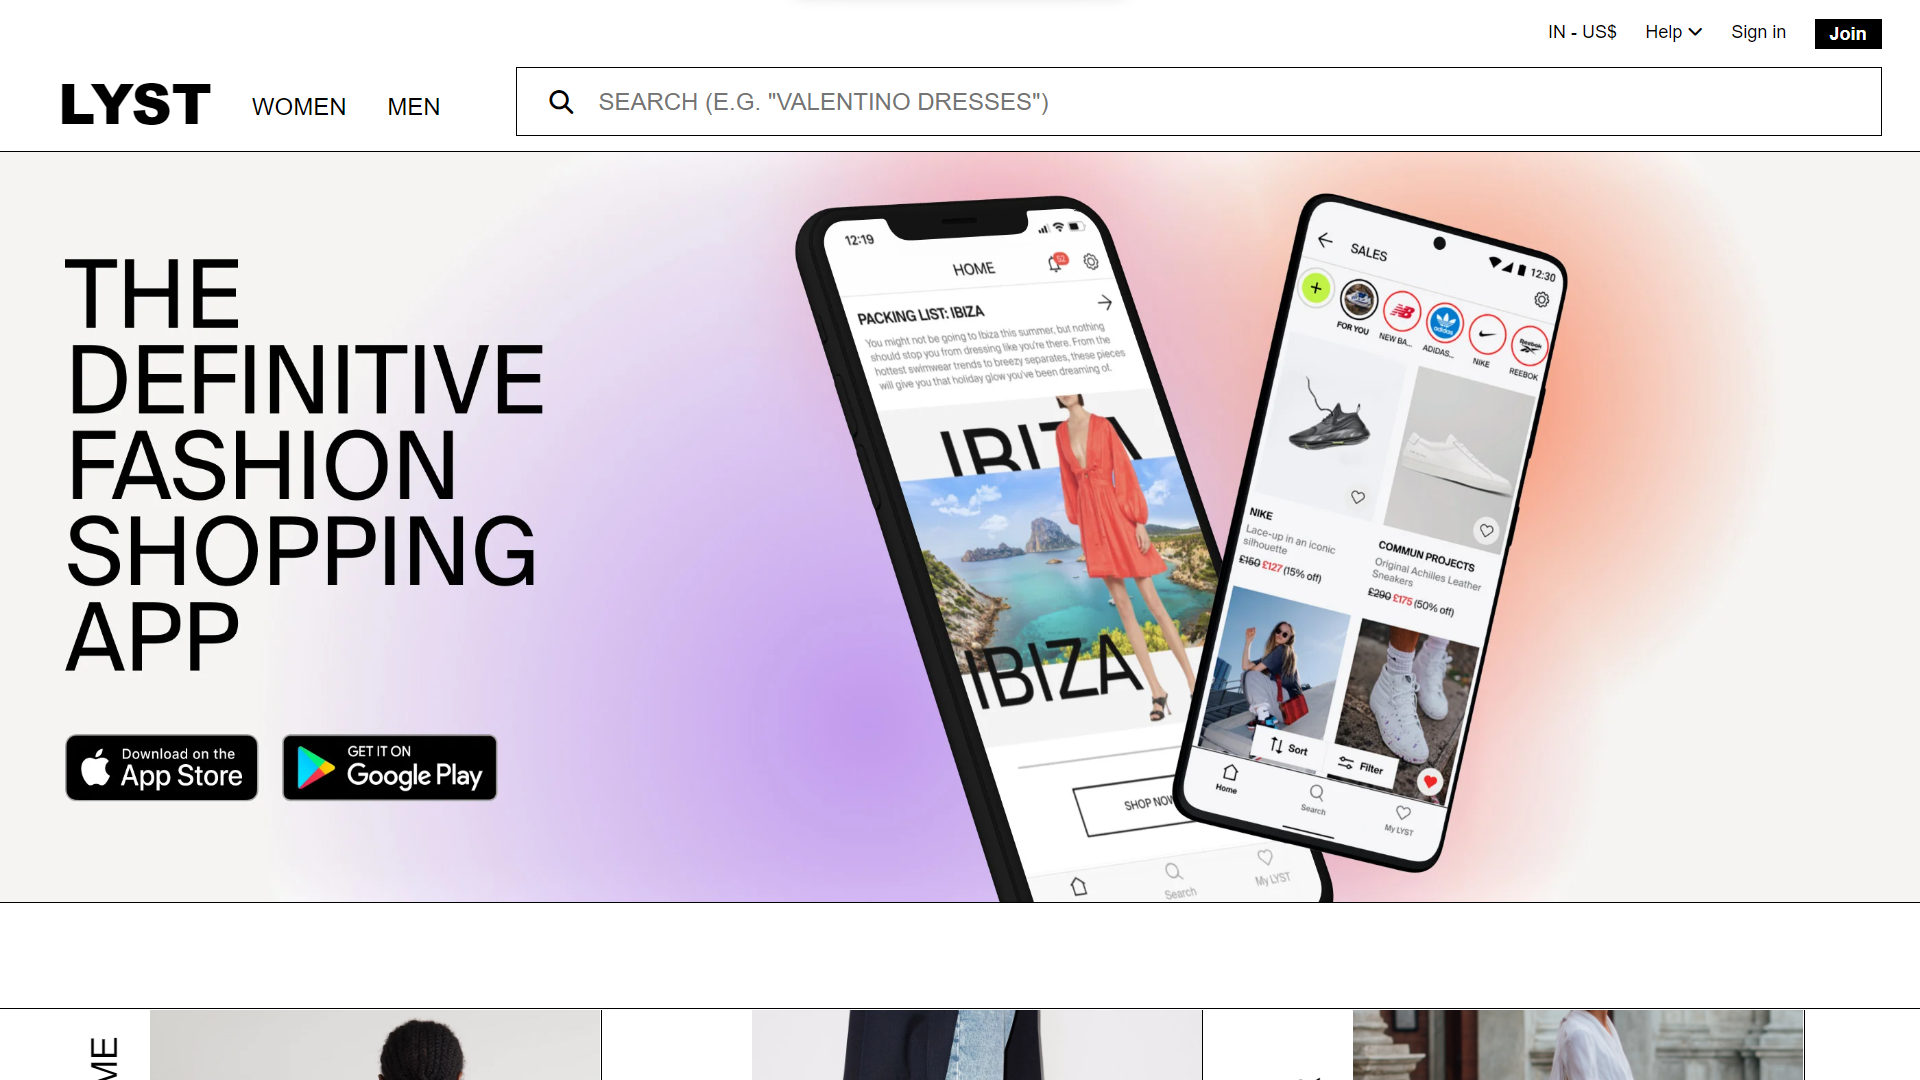 IN - US$
Help
Sign in
Join
LYST
WOMEN
MEN
SEARCH (E.G. "VALENTINO DRESSES")
THE
DEFINITIVE
FASHION
SHOPPING
APP
Download on the
App Store
GET IT ON
Google Play
12:19
HOME
52
PACKING LIST: IBIZA
You might not be going to Ibiza this summer, but nothing
should stop you from dressing like you're there. From the
hottest swimwear trends to breezy separates, these pieces
will give you that holiday glow you've been dreaming of.
IBIZA
IBIZA
SHOP NOW
Search
My LYST
12:30
SALES
FOR YOU
NEW BA...
ADIDAS...
NIKE
REEBOK
adidas
Reebok
NIKE
Lace-up in an iconic
silhouette
£150 £127 (15% off)
COMMUN PROJECTS
Original Achilles Leather
Sneakers
£290 £175 (50% off)
Sort
Filter
Home
Search
My LYST
ME